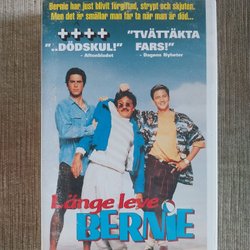 Bernie har just blivit förgiftad, strypt och skjuten.
Men det är smällar man får ta när man är död...
++++
"..DÖDSKUL!"
- Aftonbladet
"TVÄTTÄKTA
FARS!"
- Dagens Nyheter
Länge leve
BERNIE